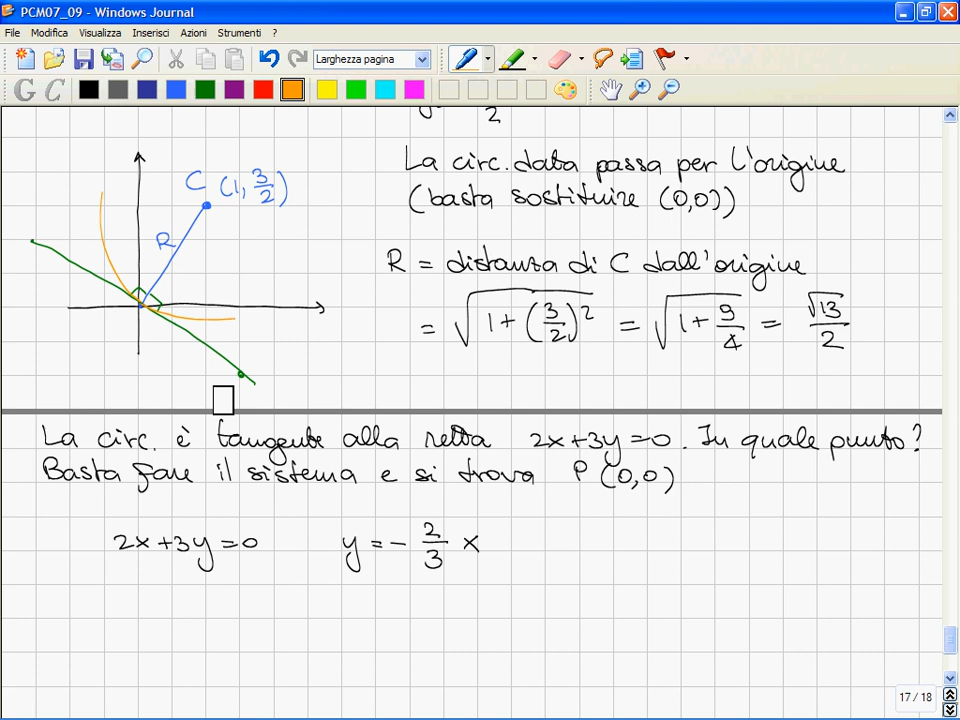 PCM07_09 - Windows Journal
File Modifica Visualizza Inserisci Azioni Strumenti ?
Larghezza pagina
G C
2
La circ. data passa per l'origine
(basta sostituire (0,0))
C (1, 3/2)
R
R = distanza di C dall'origine
= √(1+(3/2)²) = √(1+9/4) = √13/2
La circ. è tangente alla retta 2x+3y=0. In quale punto?
Basta fare il sistema e si trova P(0,0)
2x+3y=0 y=-2/3 x
17 / 18